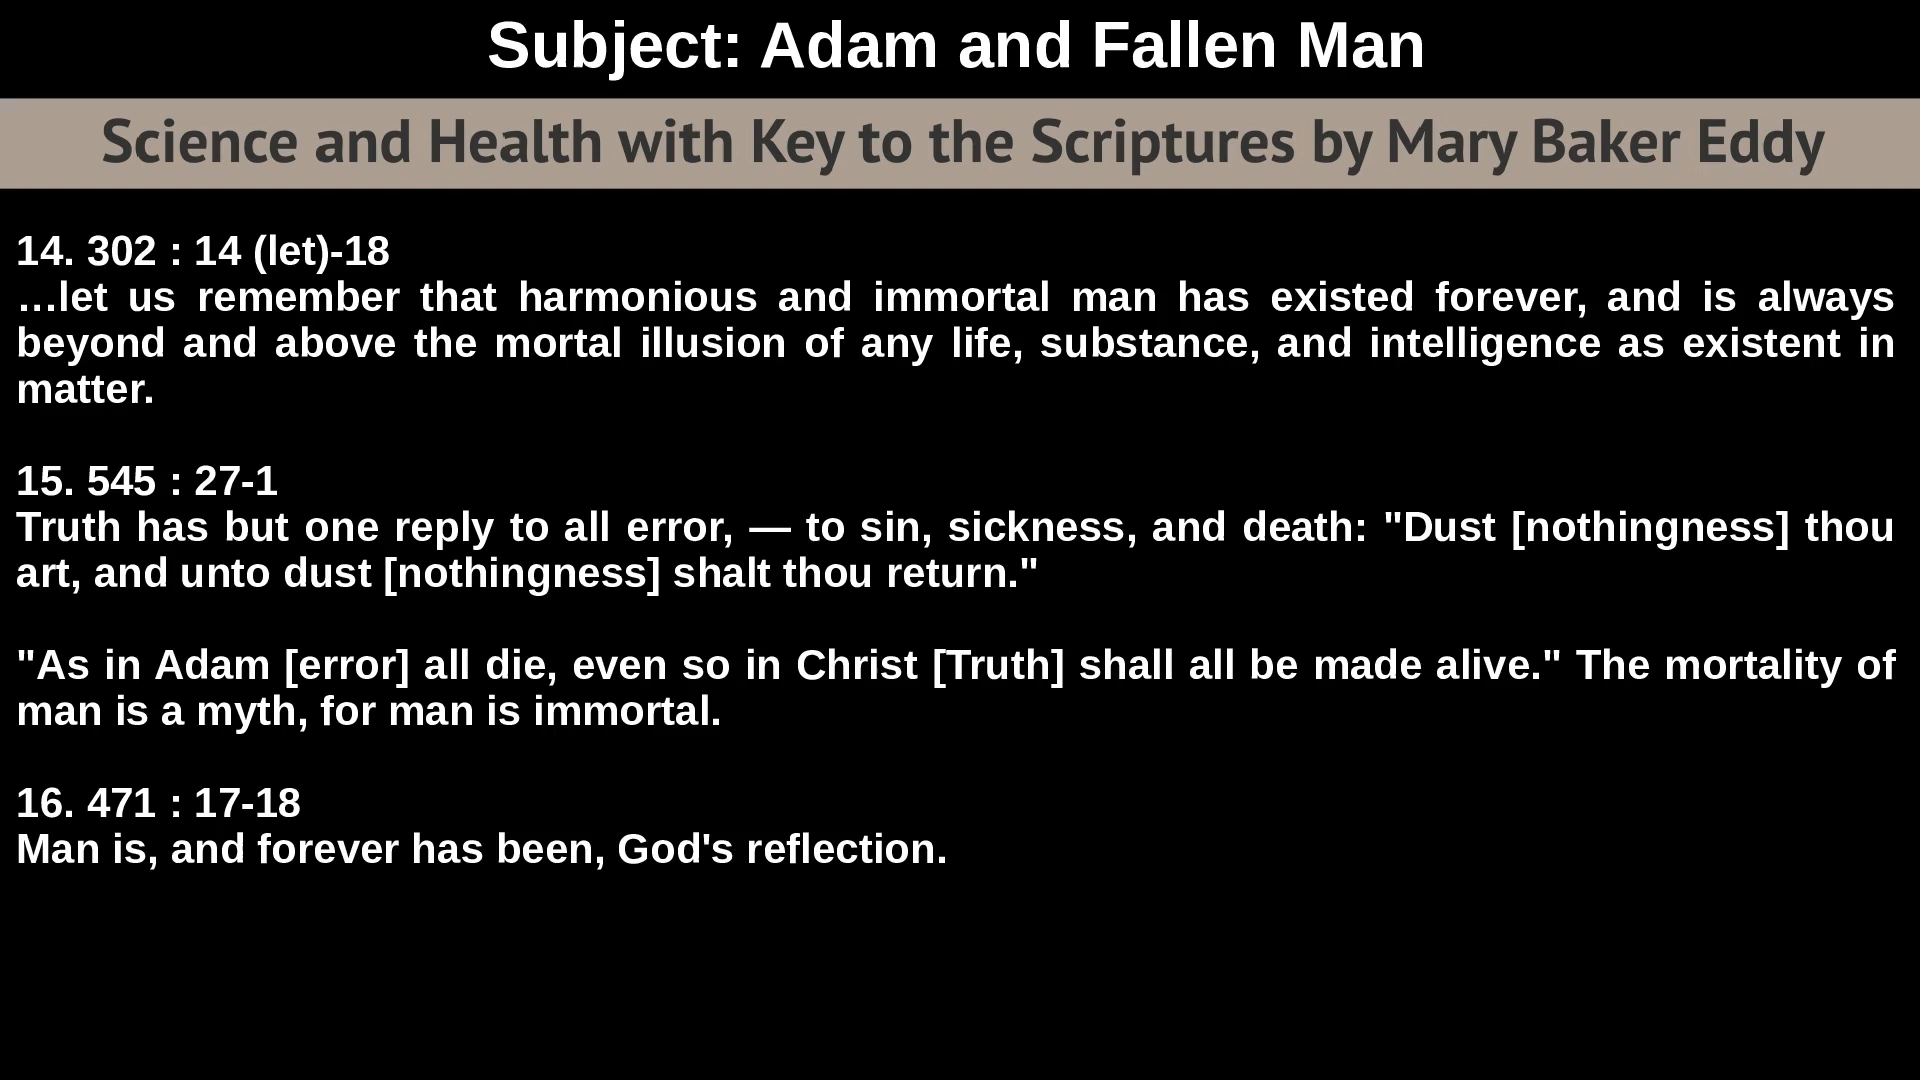 Subject: Adam and Fallen Man
Science and Health with Key to the Scriptures by Mary Baker Eddy
14. 302 : 14 (let)-18
…let us remember that harmonious and immortal man has existed forever, and is always
beyond and above the mortal illusion of any life, substance, and intelligence as existent in
matter.
15. 545 : 27-1
Truth has but one reply to all error, — to sin, sickness, and death: "Dust [nothingness] thou
art, and unto dust [nothingness] shalt thou return."
"As in Adam [error] all die, even so in Christ [Truth] shall all be made alive." The mortality of
man is a myth, for man is immortal.
16. 471 : 17-18
Man is, and forever has been, God's reflection.